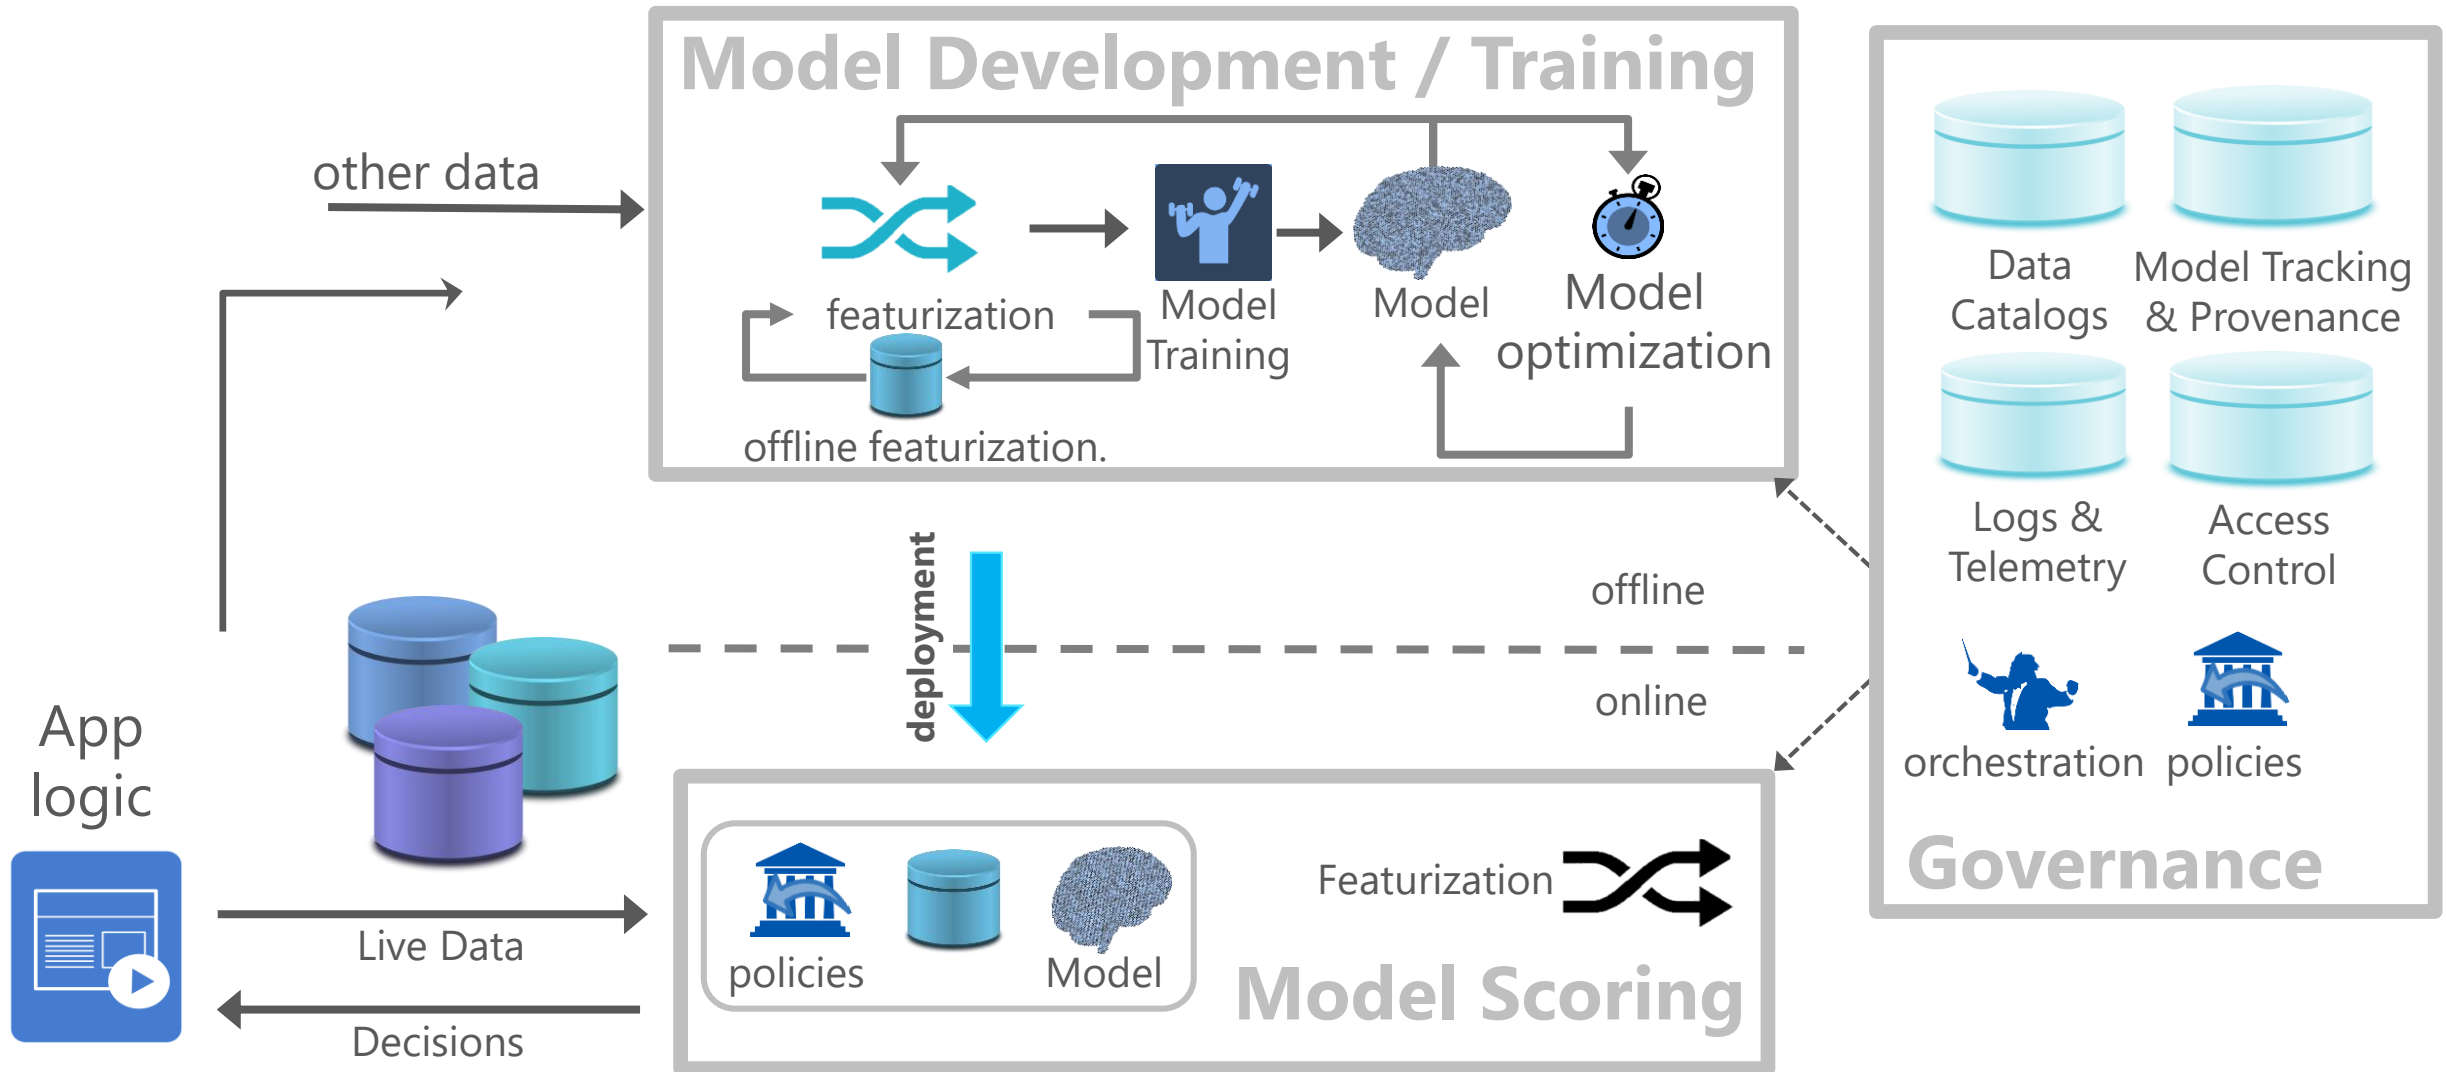 Model Development / Training
other data
featurization
Model
Training
Model
Model
optimization
offline featurization.
deployment
offline
online
App
logic
Live Data
Decisions
policies
Model
Featurization
Model Scoring
Data
Catalogs
Model Tracking
& Provenance
Logs &
Telemetry
Access
Control
orchestration
policies
Governance